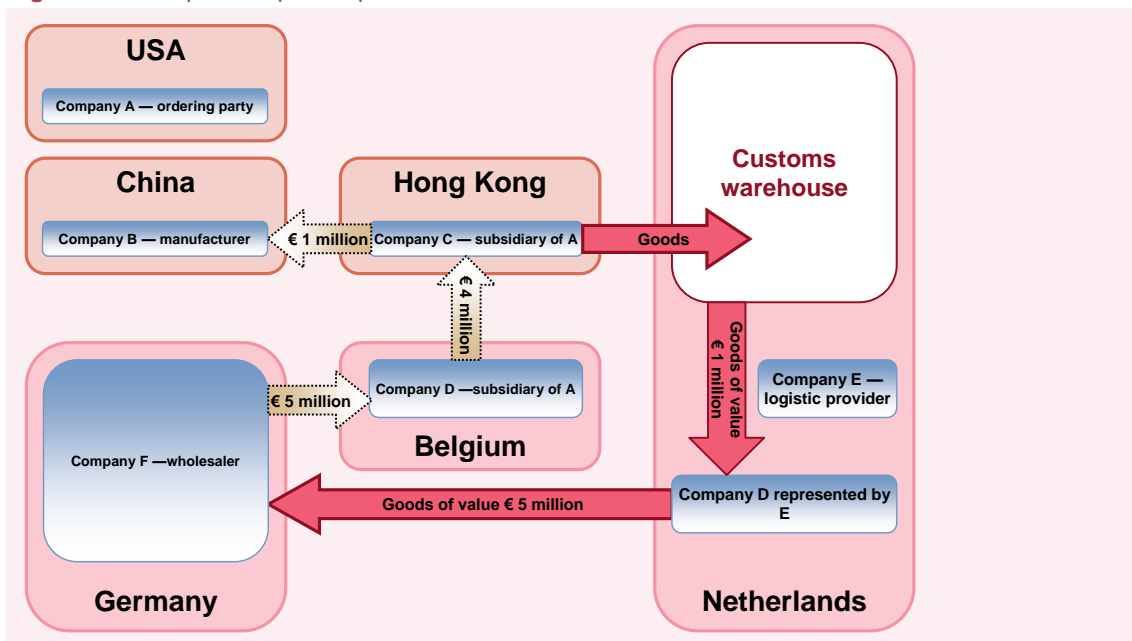 USA
Company A — ordering party
China
Company B — manufacturer
€ 1 million
Hong Kong
Company C — subsidiary of A
Goods
Customs
warehouse
€ 4 million
Goods of value
€ 1 million
Company E —
logistic provider
Company F —wholesaler
€ 5 million
Company D —subsidiary of A
Belgium
Goods of value € 5 million
Company D represented by
E
Germany
Netherlands